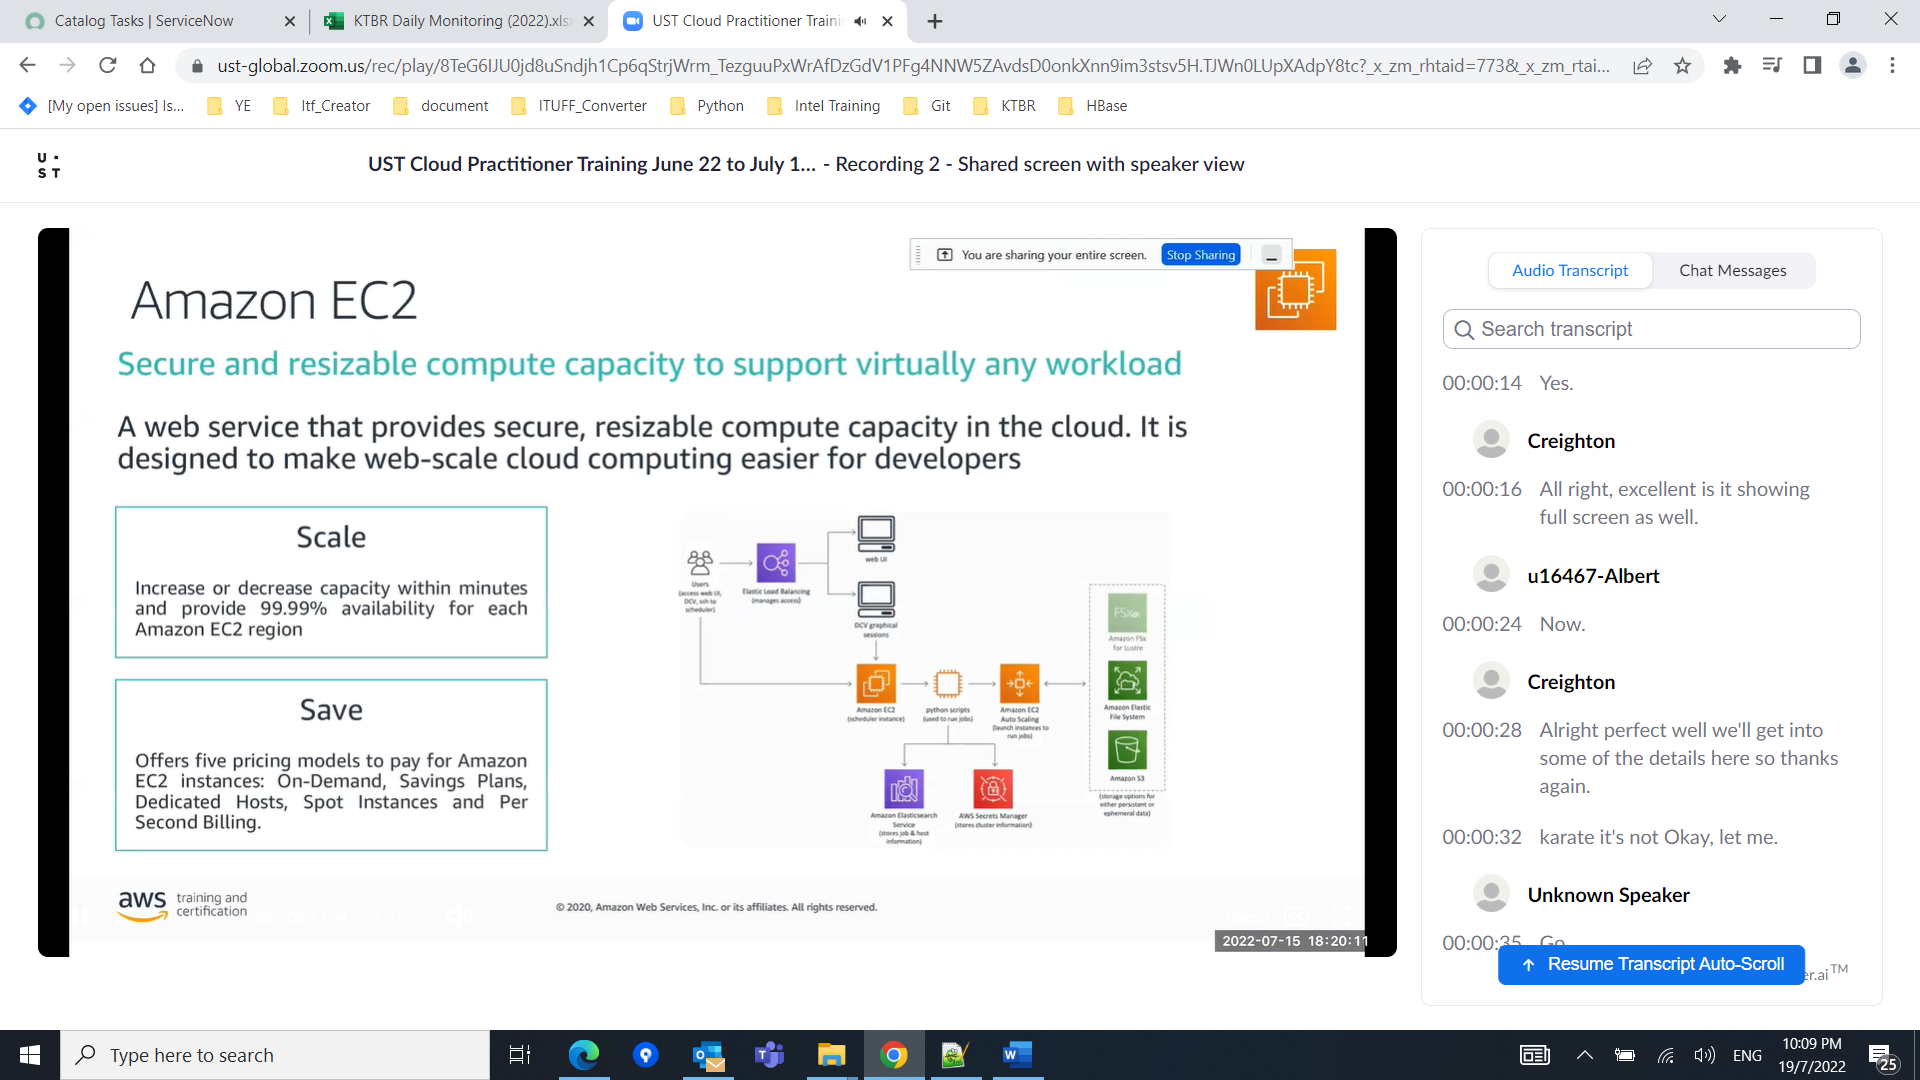 Catalog Tasks | ServiceNow
KTBR Daily Monitoring (2022).xls
UST Cloud Practitioner Traini
ust-global.zoom.us/rec/play/8TeG6IJU0jd8uSndjh1Cp6qStrjWrm_TezguuPxWrAfDzGdV1PFg4NNW5ZAvdsD0onkXnn9im3stsv5H.TJWn0LUpXAdpY8tc?_x_zm_rhtaid=773&_x_zm_rtai...
[My open issues] Is...
YE
Itf_Creator
document
ITUFF_Converter
Python
Intel Training
Git
KTBR
HBase
U·
ST
UST Cloud Practitioner Training June 22 to July 1... - Recording 2 - Shared screen with speaker view
You are sharing your entire screen. Stop Sharing
Amazon EC2
Secure and resizable compute capacity to support virtually any workload
A web service that provides secure, resizable compute capacity in the cloud. It is
designed to make web-scale cloud computing easier for developers
Scale
Increase or decrease capacity within minutes
and provide 99.99% availability for each
Amazon EC2 region
Save
Offers five pricing models to pay for Amazon
EC2 instances: On-Demand, Savings Plans,
Dedicated Hosts, Spot Instances and Per
Second Billing.
Users
(access web UI,
DCV, ssh to
scheduler)
Elastic Load Balancing
(manages access)
web UI
DCV graphical
sessions
Amazon EC2
(scheduler instance)
python scripts
(used to run jobs)
Amazon EC2
Auto Scaling
(launch instances to
run jobs)
Amazon Elasticsearch
Service
(stores job & host
information)
AWS Secrets Manager
(stores cluster information)
FSx
Amazon FSx
for Lustre
Amazon Elastic
File System
Amazon S3
(storage options for
either persistent or
ephemeral data)
aws training and
certification
© 2020, Amazon Web Services, Inc. or its affiliates. All rights reserved.
2022-07-15 18:20:11
Audio Transcript
Chat Messages
Search transcript
00:00:14 Yes.
Creighton
00:00:16 All right, excellent is it showing
full screen as well.
u16467-Albert
00:00:24 Now.
Creighton
00:00:28 Alright perfect well we'll get into
some of the details here so thanks
again.
00:00:32 karate it's not Okay, let me.
Unknown Speaker
00:00:35 Go
Resume Transcript Auto-Scroll
er.ai™
Type here to search
ENG
10:09 PM
19/7/2022
25